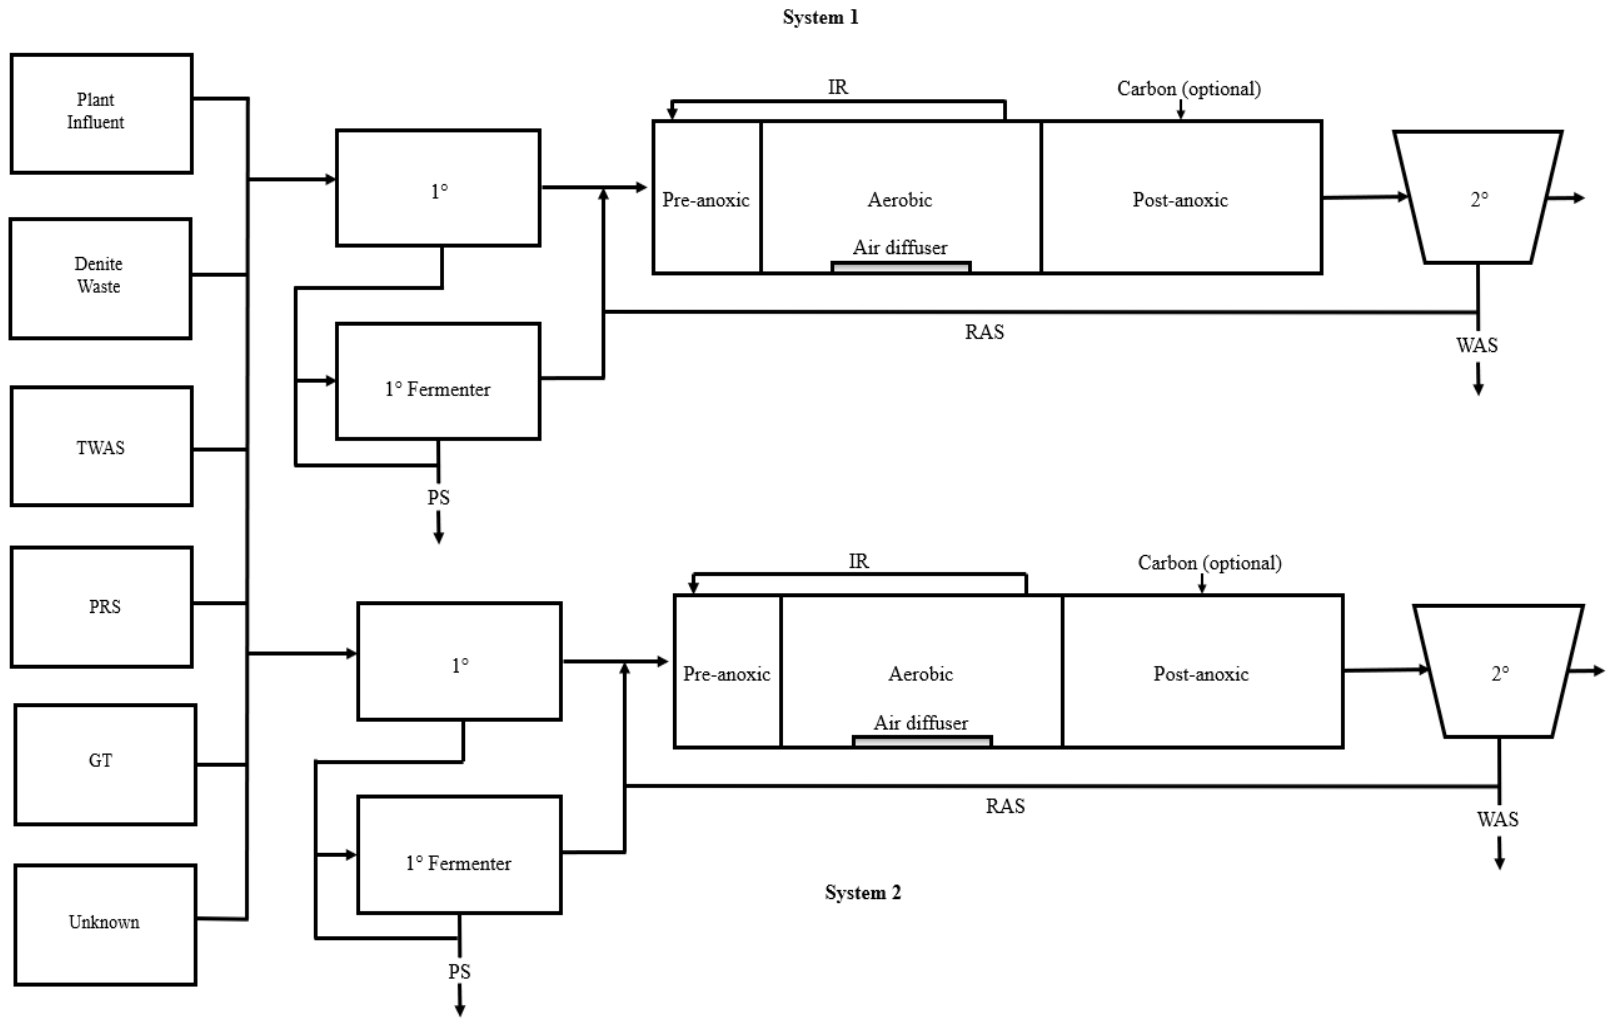 System 1
Plant
Influent
Denite
Waste
TWAS
PRS
GT
Unknown
1°
1° Fermenter
PS
IR
Carbon (optional)
Pre-anoxic
Aerobic
Air diffuser
Post-anoxic
2°
RAS
WAS
1°
1° Fermenter
PS
IR
Carbon (optional)
Pre-anoxic
Aerobic
Air diffuser
Post-anoxic
2°
RAS
WAS
System 2